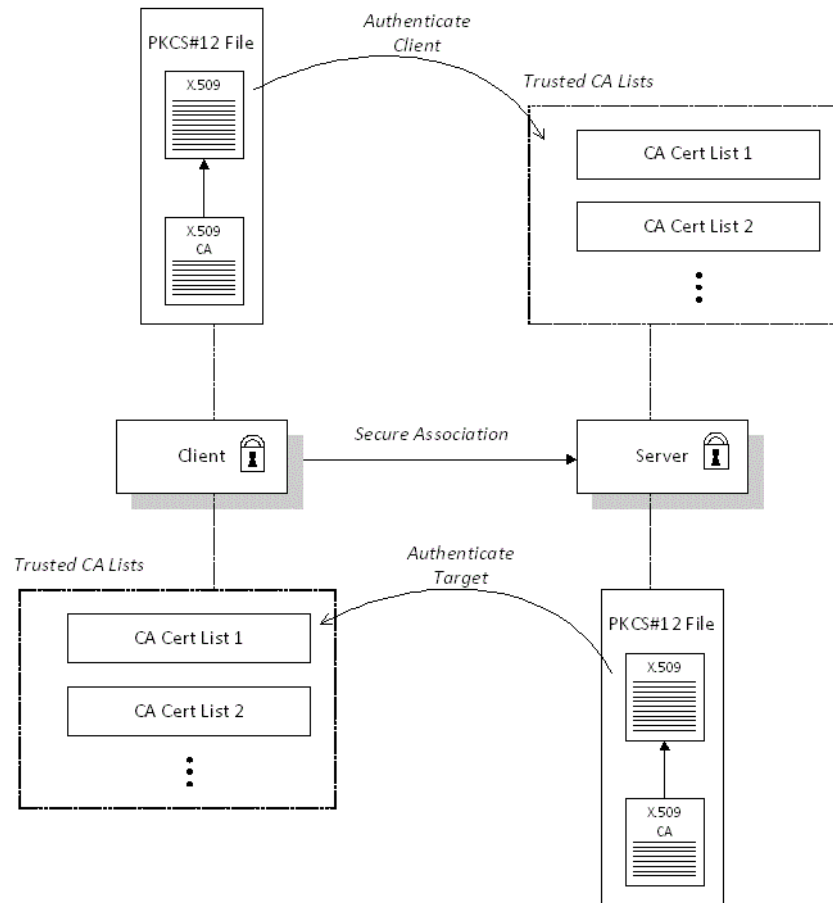 Authenticate
Client
PKCS#12 File
X.509
X.509
CA
Trusted CA Lists
CA Cert List 1
CA Cert List 2
Client
Secure Association
Server
Trusted CA Lists
CA Cert List 1
CA Cert List 2
Authenticate
Target
PKCS#12 File
X.509
X.509
CA